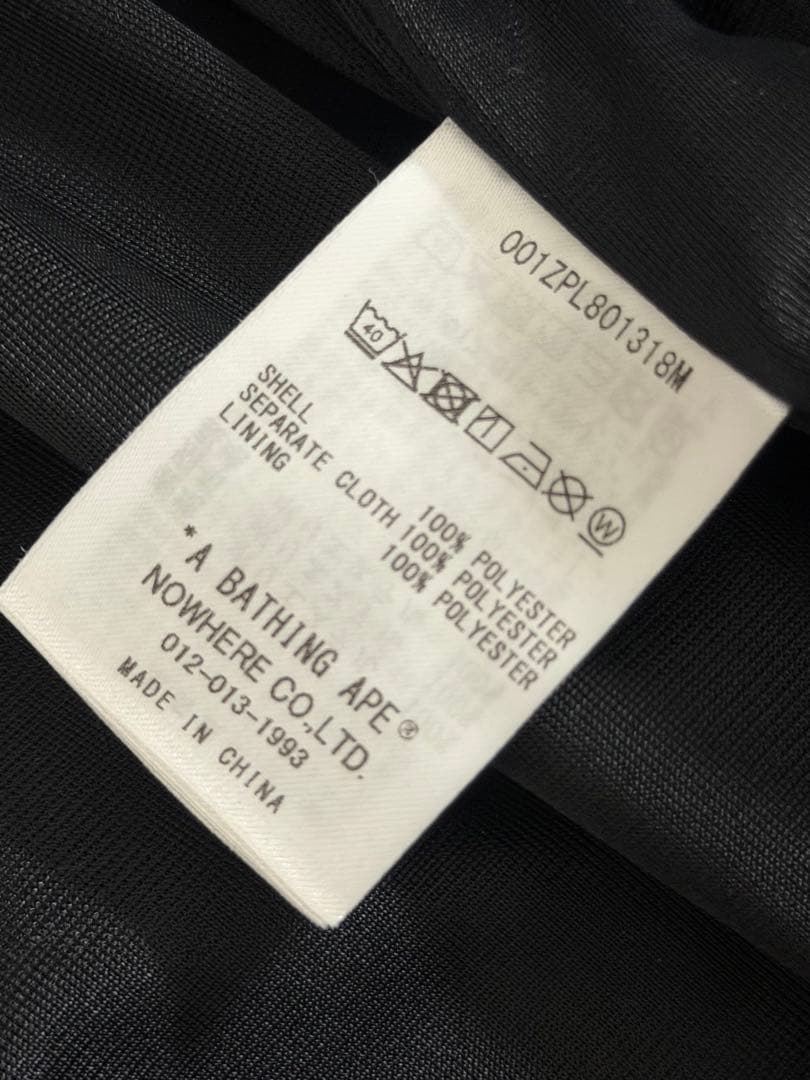 001ZPL801318M
40
W
SHELL 100% POLYESTER
SEPARATE CLOTH 100% POLYESTER
LINING 100% POLYESTER
*A BATHING APE®
NOWHERE CO.,LTD.
012-013-1993
MADE IN CHINA